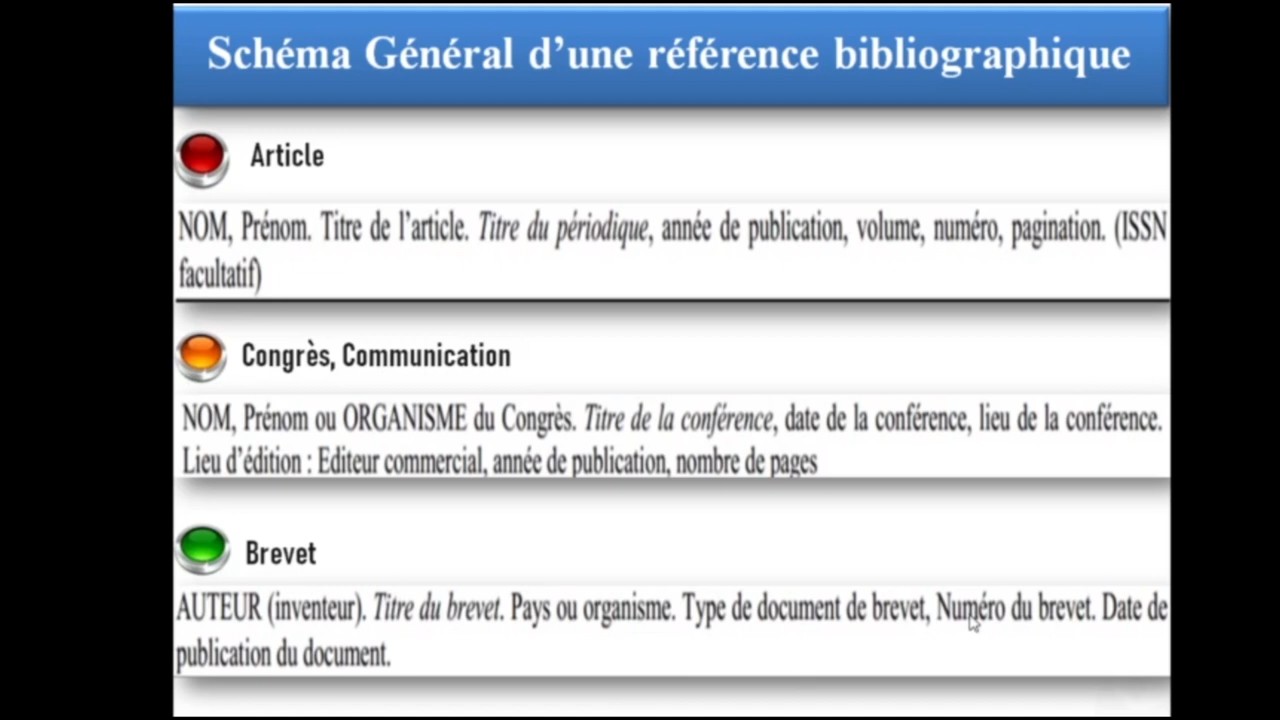 Schéma Général d’une référence bibliographique
Article
NOM, Prénom. Titre de l’article. Titre du périodique, année de publication, volume, numéro, pagination. (ISSN
facultatif)
Congrès, Communication
NOM, Prénom ou ORGANISME du Congrès. Titre de la conférence, date de la conférence, lieu de la conférence.
Lieu d’édition : Editeur commercial, année de publication, nombre de pages
Brevet
AUTEUR (inventeur). Titre du brevet. Pays ou organisme. Type de document de brevet, Numéro du brevet. Date de
publication du document.